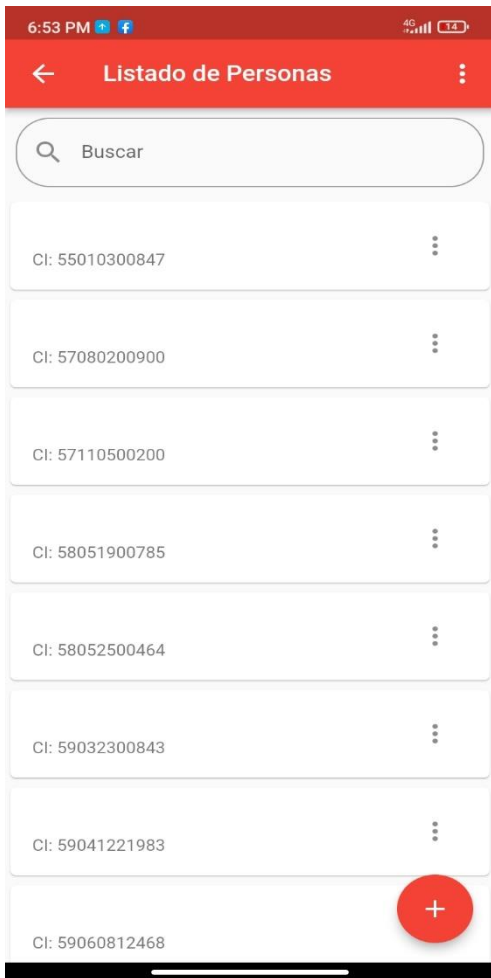 6:53 PM 4G 14
Listado de Personas
Buscar
CI: 55010300847
CI: 57080200900
CI: 57110500200
CI: 58051900785
CI: 58052500464
CI: 59032300843
CI: 59041221983
CI: 59060812468